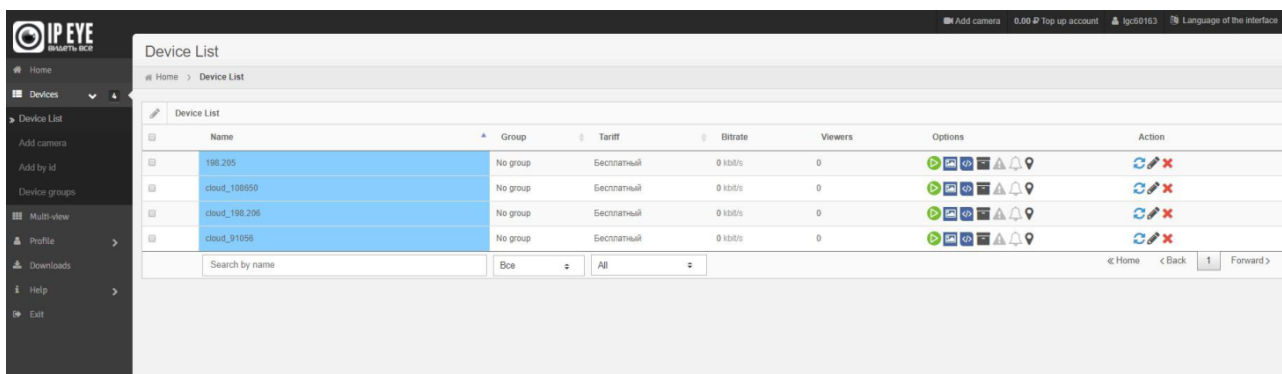 Add camera 0.00 ₽ Top up account lgc60163 Language of the interface
IP EYE
видеть все
Device List
Home
Home > Device List
Devices 4
Device List
Device List
Add camera
Name Group Tariff Bitrate Viewers Options Action
Add by id
198.205 No group Бесплатный 0 kbit/s 0
Device groups
cloud_108650 No group Бесплатный 0 kbit/s 0
Multi-view
cloud_198.206 No group Бесплатный 0 kbit/s 0
Profile
cloud_91056 No group Бесплатный 0 kbit/s 0
Downloads
Search by name Все All « Home < Back 1 Forward >
Help
Exit